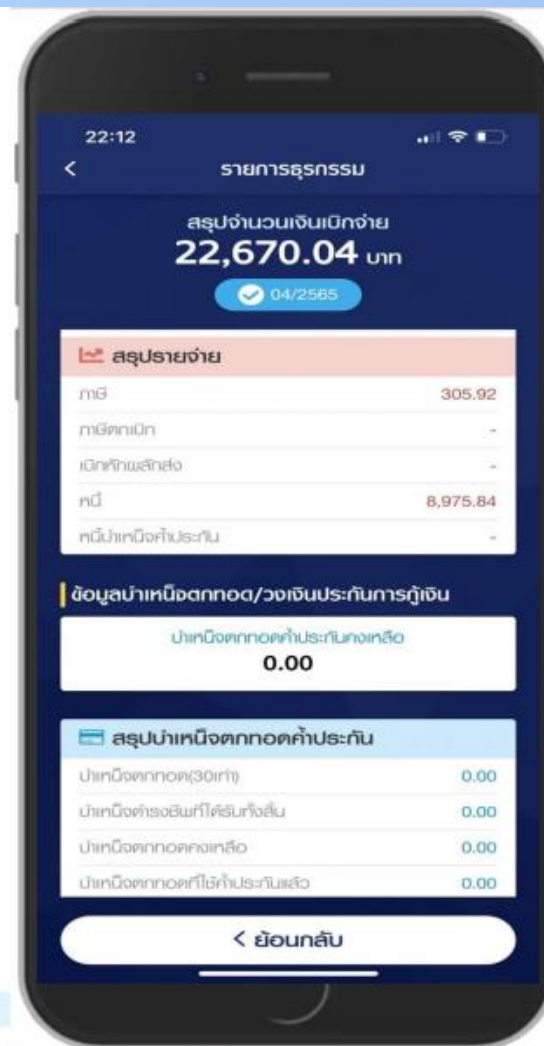 22:12
รายการธุรกรรม
สรุปจำนวนเงินเบิกจ่าย
22,670.04 บาท
04/2565
สรุปรายจ่าย
ภาษี 305.92
ภาษีตกเบิก -
เบิกหักผลักส่ง -
หนี้ 8,975.84
หนี้บำเหน็จค้ำประกัน -
ข้อมูลบำเหน็จตกทอด/วงเงินประกันการกู้เงิน
บำเหน็จตกทอดค้ำประกันคงเหลือ
0.00
สรุปบำเหน็จตกทอดค้ำประกัน
บำเหน็จตกทอด(30เท่า) 0.00
บำเหน็จดำรงชีพที่ได้รับทั้งสิ้น 0.00
บำเหน็จตกทอดคงเหลือ 0.00
บำเหน็จตกทอดที่ใช้ค้ำประกันแล้ว 0.00
< ย้อนกลับ